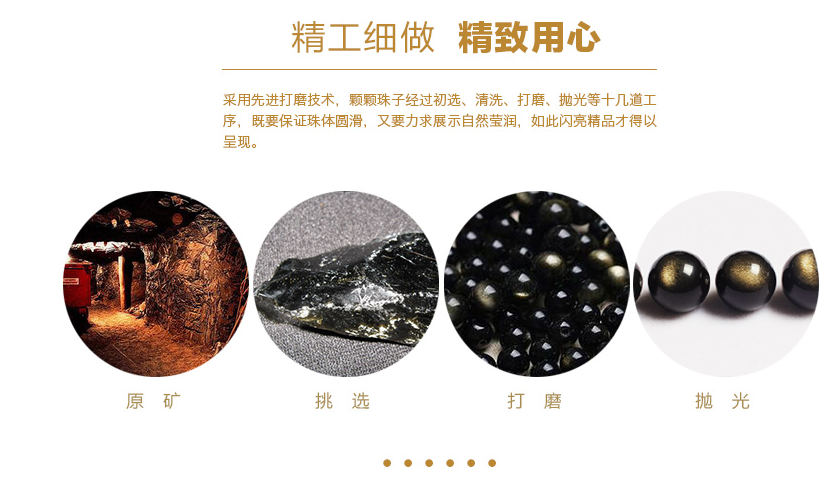 精工细做 精致用心
采用先进打磨技术，颗颗珠子经过初选、清洗、打磨、抛光等十几道工
序，既要保证珠体圆滑，又要力求展示自然莹润，如此闪亮精品才得以
呈现。
原 矿
挑 选
打 磨
抛 光